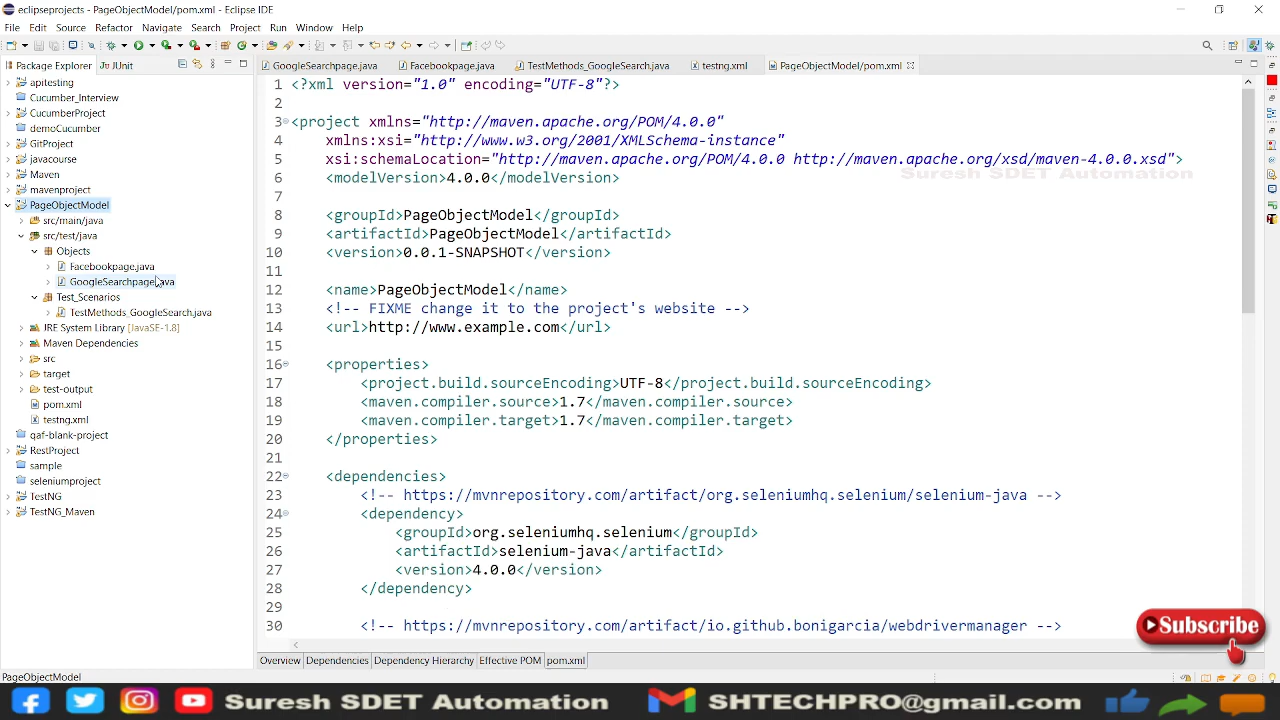 eclipseprojects - PageObjectModel/pom.xml - Eclipse IDE
File Edit Source Refactor Navigate Search Project Run Window Help
Package Explorer JUnit
GoogleSearchpage.java Facebookpage.java TestMethods_GoogleSearch.java testng.xml PageObjectModel/pom.xml
apitesting
Cucumber_Interview
CucumberProject
demoCucumber
GitProject
javacourse
Maven
mavenproject
PageObjectModel
src/main/java
src/test/java
Objects
Facebookpage.java
GoogleSearchpage.java
Test_Scenarios
TestMethods_GoogleSearch.java
JRE System Library [JavaSE-1.8]
Maven Dependencies
src
target
test-output
pom.xml
testng.xml
qaf-blank-project
RestProject
sample
seleniumproject
TestNG
TestNG_Maven
1 <?xml version="1.0" encoding="UTF-8"?>
2
3 <project xmlns="http://maven.apache.org/POM/4.0.0"
4 xmlns:xsi="http://www.w3.org/2001/XMLSchema-instance"
5 xsi:schemaLocation="http://maven.apache.org/POM/4.0.0 http://maven.apache.org/xsd/maven-4.0.0.xsd">
Suresh SDET Automation
6 <modelVersion>4.0.0</modelVersion>
7
8 <groupId>PageObjectModel</groupId>
9 <artifactId>PageObjectModel</artifactId>
10 <version>0.0.1-SNAPSHOT</version>
11
12 <name>PageObjectModel</name>
13 <!-- FIXME change it to the project's website -->
14 <url>http://www.example.com</url>
15
16 <properties>
17 <project.build.sourceEncoding>UTF-8</project.build.sourceEncoding>
18 <maven.compiler.source>1.7</maven.compiler.source>
19 <maven.compiler.target>1.7</maven.compiler.target>
20 </properties>
21
22 <dependencies>
23 <!-- https://mvnrepository.com/artifact/org.seleniumhq.selenium/selenium-java -->
24 <dependency>
25 <groupId>org.seleniumhq.selenium</groupId>
26 <artifactId>selenium-java</artifactId>
27 <version>4.0.0</version>
28 </dependency>
29
30 <!-- https://mvnrepository.com/artifact/io.github.bonigarcia/webdrivermanager -->
Subscribe
Overview Dependencies Dependency Hierarchy Effective POM pom.xml
PageObjectModel
Suresh SDET Automation SHTECHPRO@gmail.com